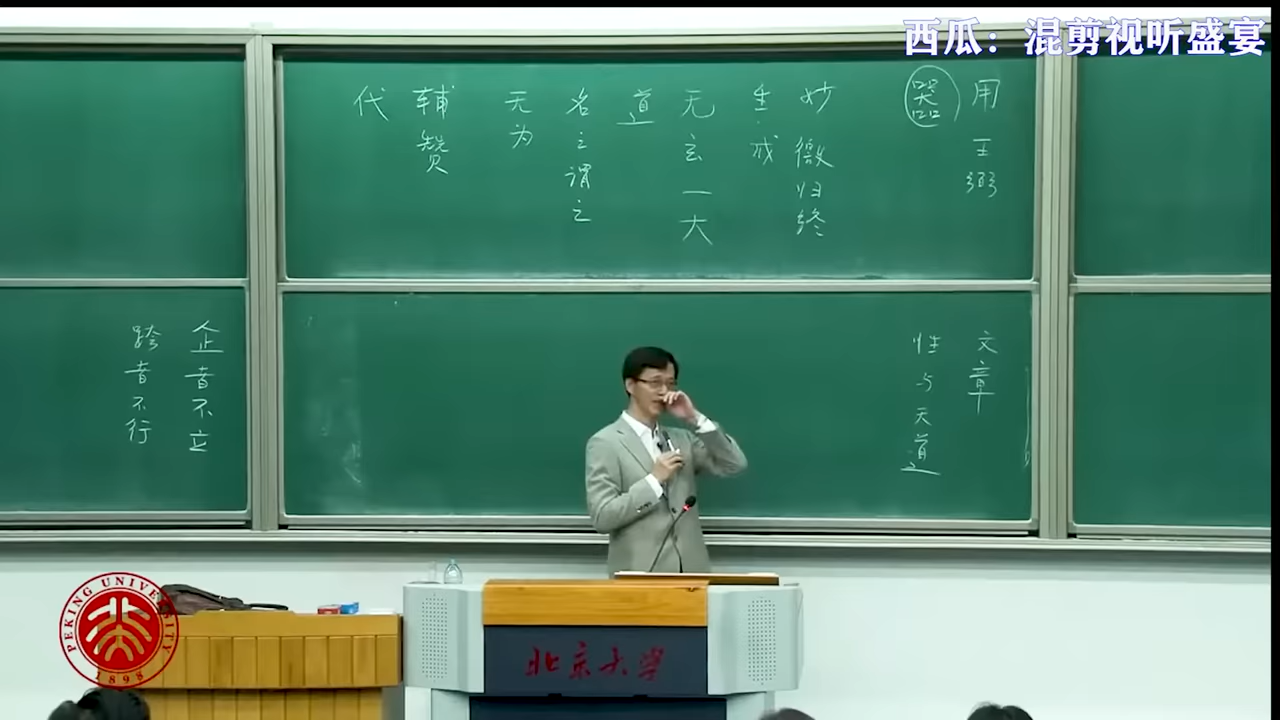 西瓜：混剪视听盛宴
用王弼
器
妙徼归终
生成
无玄一大
道
名之谓之
无为
辅赞
代
文章
性与天道
企者不立
跨者不行
北京大学
PEKING UNIVERSITY
1898